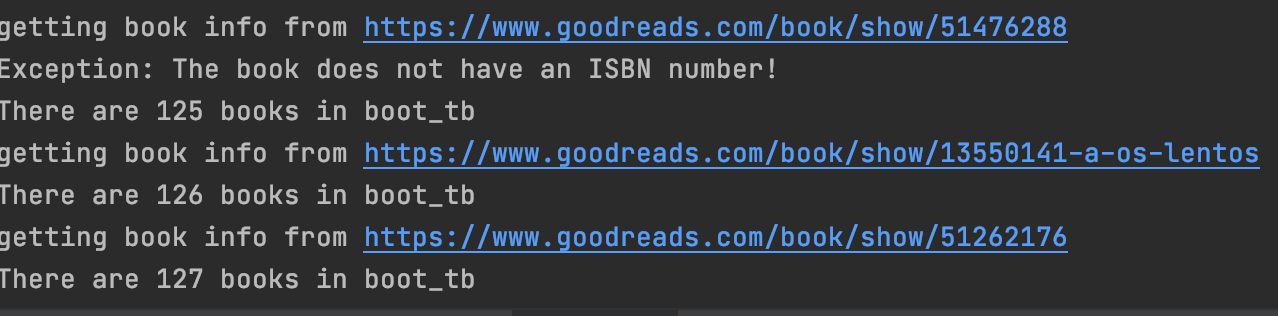 getting book info from https://www.goodreads.com/book/show/51476288
Exception: The book does not have an ISBN number!
There are 125 books in boot_tb
getting book info from https://www.goodreads.com/book/show/13550141-a-os-lentos
There are 126 books in boot_tb
getting book info from https://www.goodreads.com/book/show/51262176
There are 127 books in boot_tb